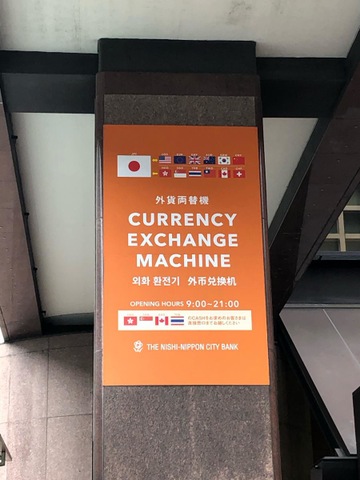 外貨両替機
CURRENCY
EXCHANGE
MACHINE
외화 환전기 外币兑换机
OPENING HOURS 9:00~21:00
THE NISHI-NIPPON CITY BANK